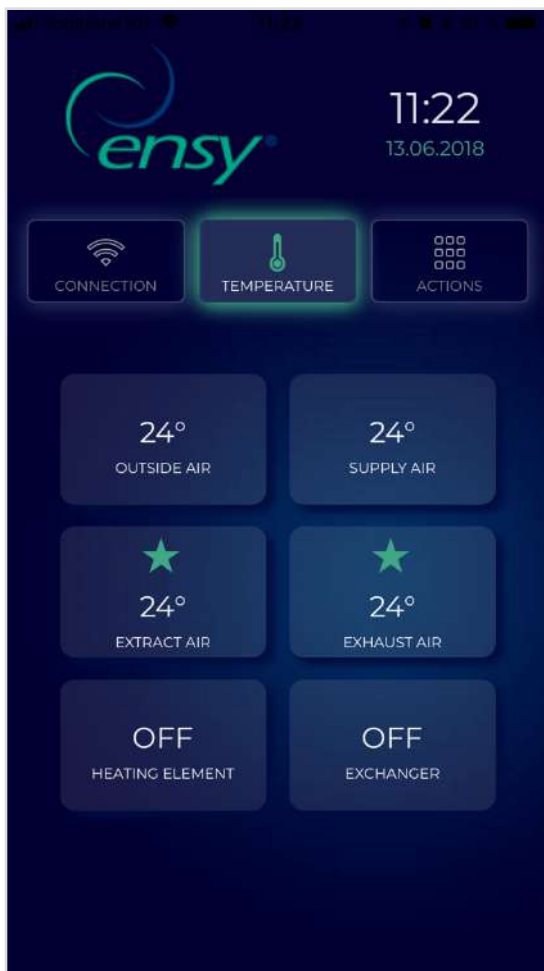 11:22
ensy
13.06.2018
CONNECTION
TEMPERATURE
ACTIONS
24°
OUTSIDE AIR
24°
SUPPLY AIR
24°
EXTRACT AIR
24°
EXHAUST AIR
OFF
HEATING ELEMENT
OFF
EXCHANGER